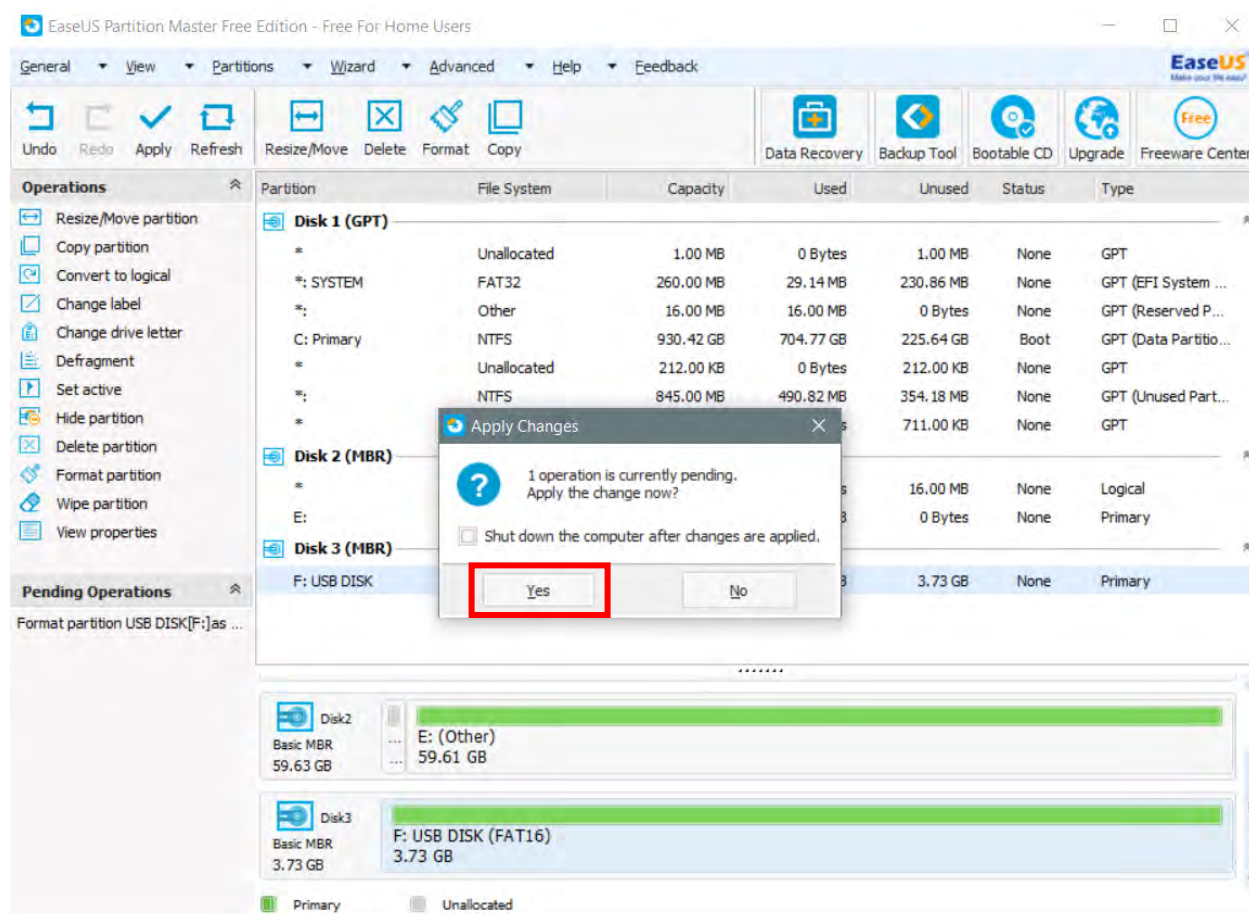 EaseUS Partition Master Free Edition - Free For Home Users
General View Partitions Wizard Advanced Help Feedback
EaseUS
Make your life easy!
Undo Redo Apply Refresh Resize/Move Delete Format Copy Data Recovery Backup Tool Bootable CD Upgrade Free Freeware Center
Operations
Resize/Move partition
Copy partition
Convert to logical
Change label
Change drive letter
Defragment
Set active
Hide partition
Delete partition
Format partition
Wipe partition
View properties
Pending Operations
Format partition USB DISK[F:]as ...
Partition File System Capacity Used Unused Status Type
Disk 1 (GPT)
* Unallocated 1.00 MB 0 Bytes 1.00 MB None GPT
*: SYSTEM FAT32 260.00 MB 29.14 MB 230.86 MB None GPT (EFI System ...
*: Other 16.00 MB 16.00 MB 0 Bytes None GPT (Reserved P...
C: Primary NTFS 930.42 GB 704.77 GB 225.64 GB Boot GPT (Data Partitio...
* Unallocated 212.00 KB 0 Bytes 212.00 KB None GPT
*: NTFS 845.00 MB 490.82 MB 354.18 MB None GPT (Unused Part...
* s 711.00 KB None GPT
Disk 2 (MBR)
* s 16.00 MB None Logical
E: B 0 Bytes None Primary
Disk 3 (MBR)
F: USB DISK B 3.73 GB None Primary
Apply Changes
1 operation is currently pending.
Apply the change now?
Shut down the computer after changes are applied.
Yes No
Disk2
Basic MBR
59.63 GB
...
...
E: (Other)
59.61 GB
Disk3
Basic MBR
3.73 GB
F: USB DISK (FAT16)
3.73 GB
Primary Unallocated